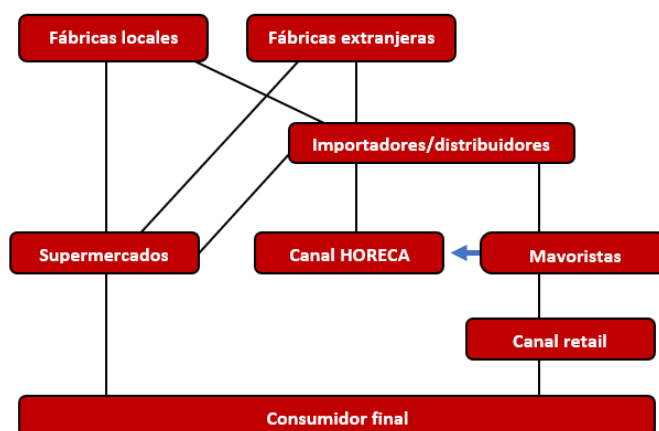 Fábricas locales
Fábricas extranjeras
Importadores/distribuidores
Supermercados
Canal HORECA
Mavoristas
Canal retail
Consumidor final